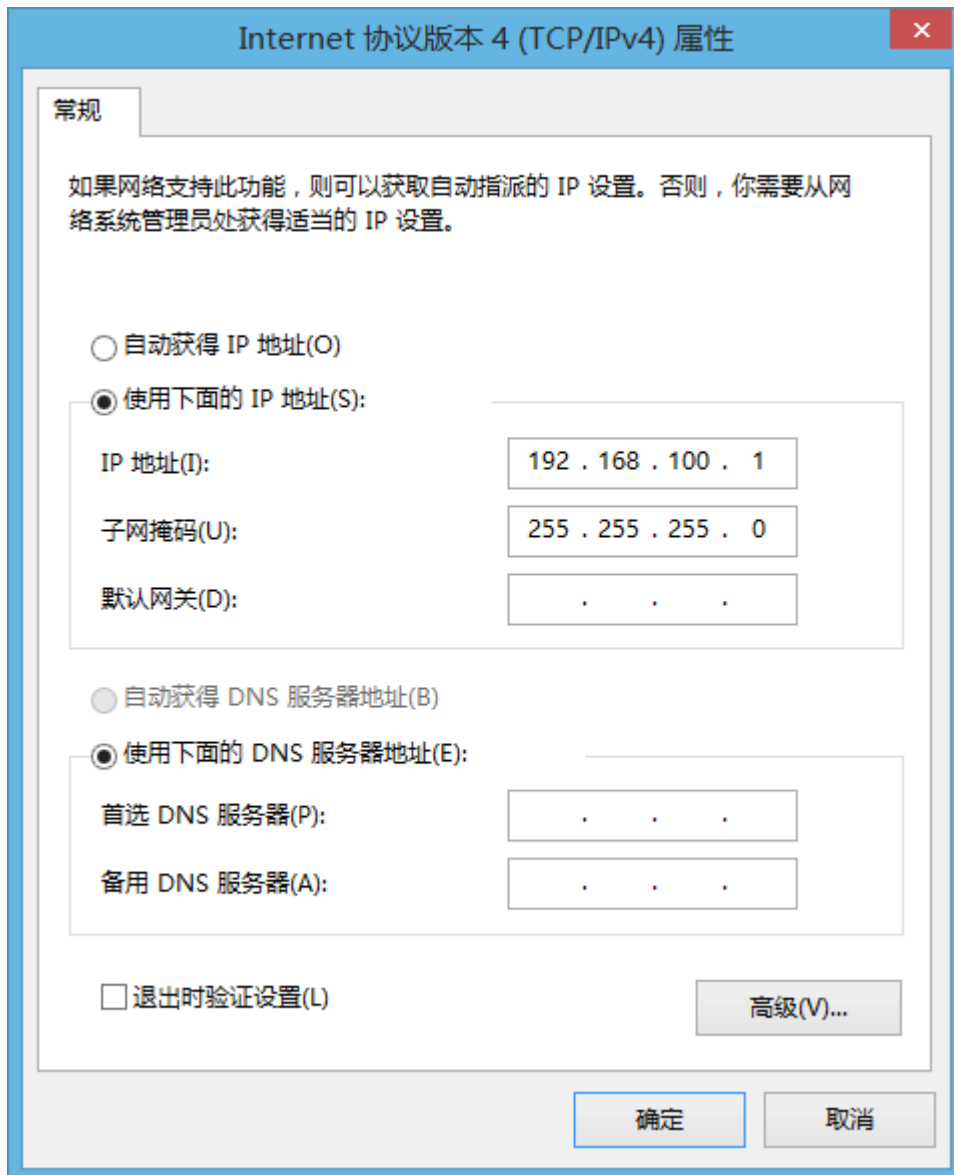 Internet 协议版本 4 (TCP/IPv4) 属性
常规
如果网络支持此功能，则可以获取自动指派的 IP 设置。否则，你需要从网
络系统管理员处获得适当的 IP 设置。
自动获得 IP 地址(O)
使用下面的 IP 地址(S):
IP 地址(I): 192 . 168 . 100 . 1
子网掩码(U): 255 . 255 . 255 . 0
默认网关(D): . . .
自动获得 DNS 服务器地址(B)
使用下面的 DNS 服务器地址(E):
首选 DNS 服务器(P): . . .
备用 DNS 服务器(A): . . .
退出时验证设置(L)
高级(V)...
确定 取消